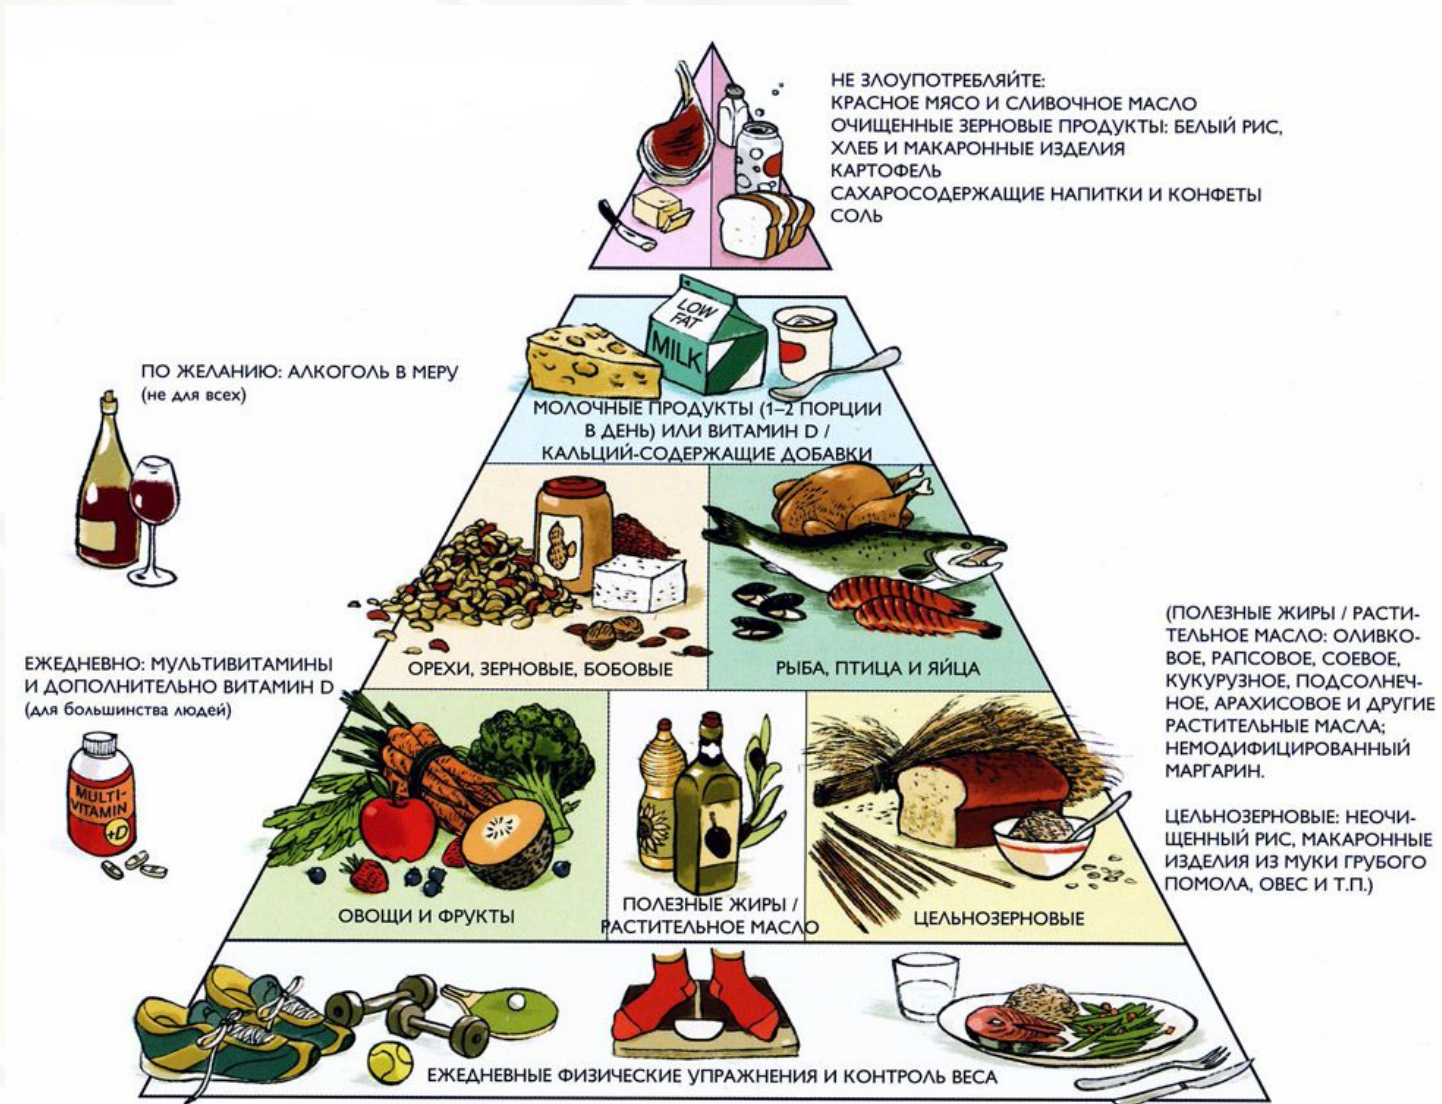 НЕ ЗЛОУПОТРЕБЛЯЙТЕ:
КРАСНОЕ МЯСО И СЛИВОЧНОЕ МАСЛО
ОЧИЩЕННЫЕ ЗЕРНОВЫЕ ПРОДУКТЫ: БЕЛЫЙ РИС,
ХЛЕБ И МАКАРОННЫЕ ИЗДЕЛИЯ
КАРТОФЕЛЬ
САХАРОСОДЕРЖАЩИЕ НАПИТКИ И КОНФЕТЫ
СОЛЬ
LOW
FAT
MILK
МОЛОЧНЫЕ ПРОДУКТЫ (1–2 ПОРЦИИ
В ДЕНЬ) ИЛИ ВИТАМИН D /
КАЛЬЦИЙ-СОДЕРЖАЩИЕ ДОБАВКИ
ПО ЖЕЛАНИЮ: АЛКОГОЛЬ В МЕРУ
(не для всех)
ОРЕХИ, ЗЕРНОВЫЕ, БОБОВЫЕ
РЫБА, ПТИЦА И ЯЙЦА
ЕЖЕДНЕВНО: МУЛЬТИВИТАМИНЫ
И ДОПОЛНИТЕЛЬНО ВИТАМИН D
(для большинства людей)
MULTI-
VITAMIN
+D
ОВОЩИ И ФРУКТЫ
ПОЛЕЗНЫЕ ЖИРЫ /
РАСТИТЕЛЬНОЕ МАСЛО
ЦЕЛЬНОЗЕРНОВЫЕ
(ПОЛЕЗНЫЕ ЖИРЫ / РАСТИ-
ТЕЛЬНОЕ МАСЛО: ОЛИВКО-
ВОЕ, РАПСОВОЕ, СОЕВОЕ,
КУКУРУЗНОЕ, ПОДСОЛНЕЧ-
НОЕ, АРАХИСОВОЕ И ДРУГИЕ
РАСТИТЕЛЬНЫЕ МАСЛА;
НЕМОДИФИЦИРОВАННЫЙ
МАРГАРИН.
ЦЕЛЬНОЗЕРНОВЫЕ: НЕОЧИ-
ЩЕННЫЙ РИС, МАКАРОННЫЕ
ИЗДЕЛИЯ ИЗ МУКИ ГРУБОГО
ПОМОЛА, ОВЕС И Т.П.)
ЕЖЕДНЕВНЫЕ ФИЗИЧЕСКИЕ УПРАЖНЕНИЯ И КОНТРОЛЬ ВЕСА